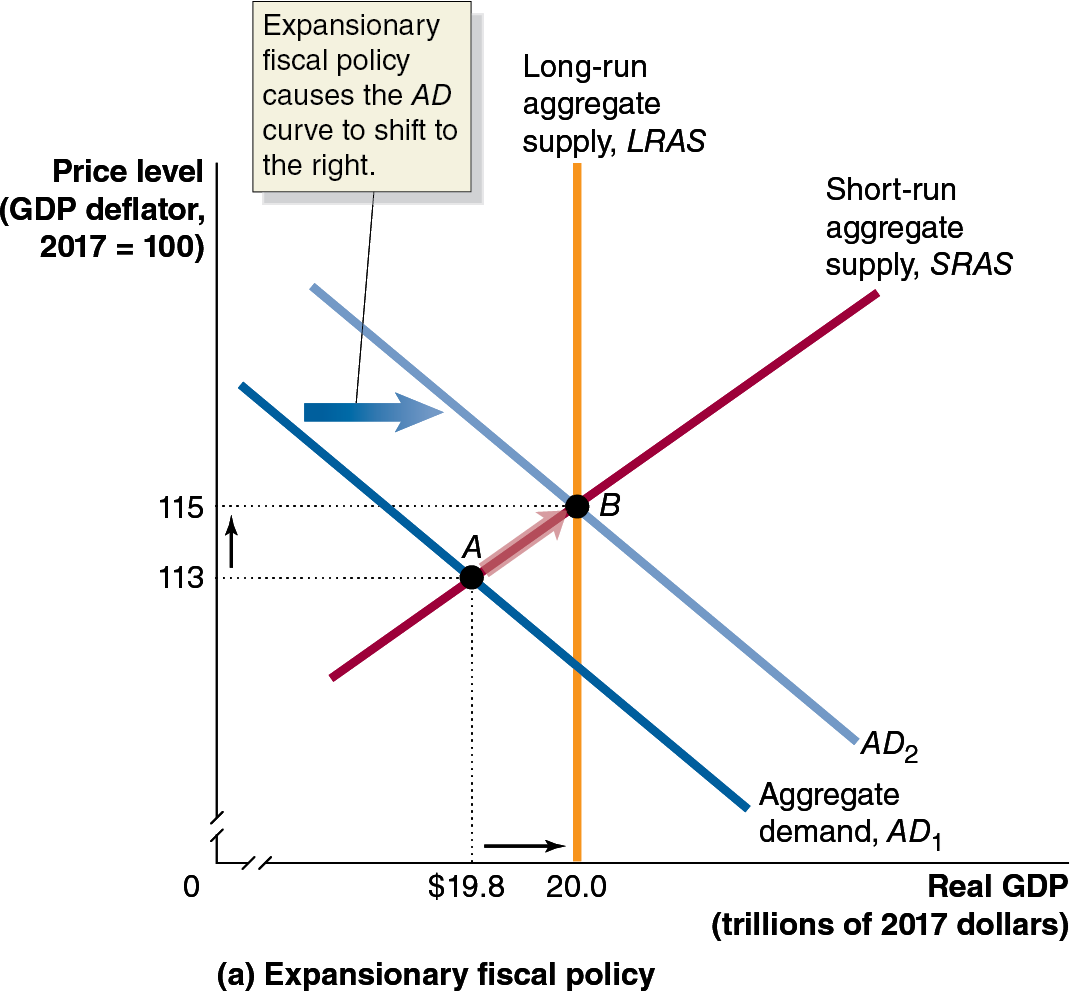 Expansionary
fiscal policy
causes the AD
curve to shift to
the right.
Long-run
aggregate
supply, LRAS
Price level
(GDP deflator,
2017 = 100)
Short-run
aggregate
supply, SRAS
115
B
A
113
AD2
Aggregate
demand, AD1
0
$19.8
20.0
Real GDP
(trillions of 2017 dollars)
(a) Expansionary fiscal policy